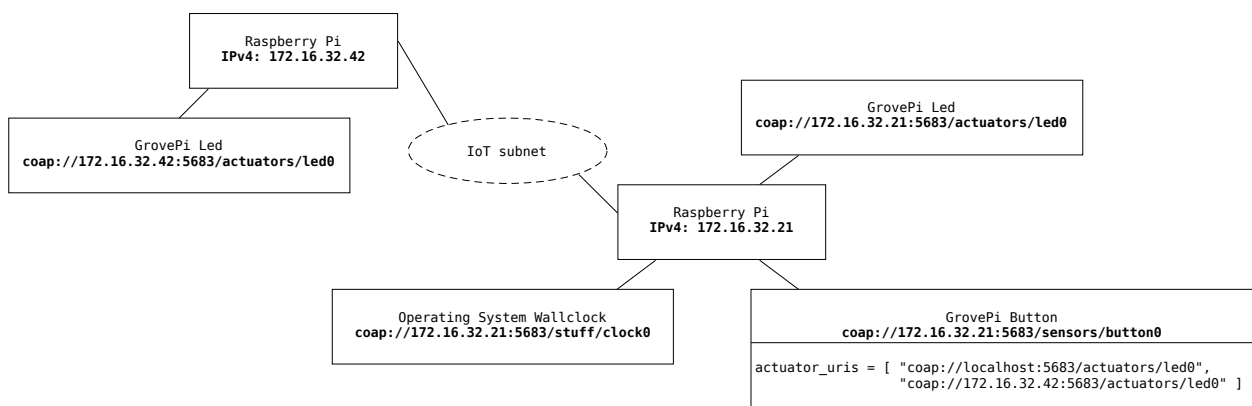 Raspberry Pi
IPv4: 172.16.32.42
GrovePi Led
coap://172.16.32.42:5683/actuators/led0
IoT subnet
GrovePi Led
coap://172.16.32.21:5683/actuators/led0
Raspberry Pi
IPv4: 172.16.32.21
Operating System Wallclock
coap://172.16.32.21:5683/stuff/clock0
GrovePi Button
coap://172.16.32.21:5683/sensors/button0
actuator_uris = [ "coap://localhost:5683/actuators/led0",
"coap://172.16.32.42:5683/actuators/led0" ]